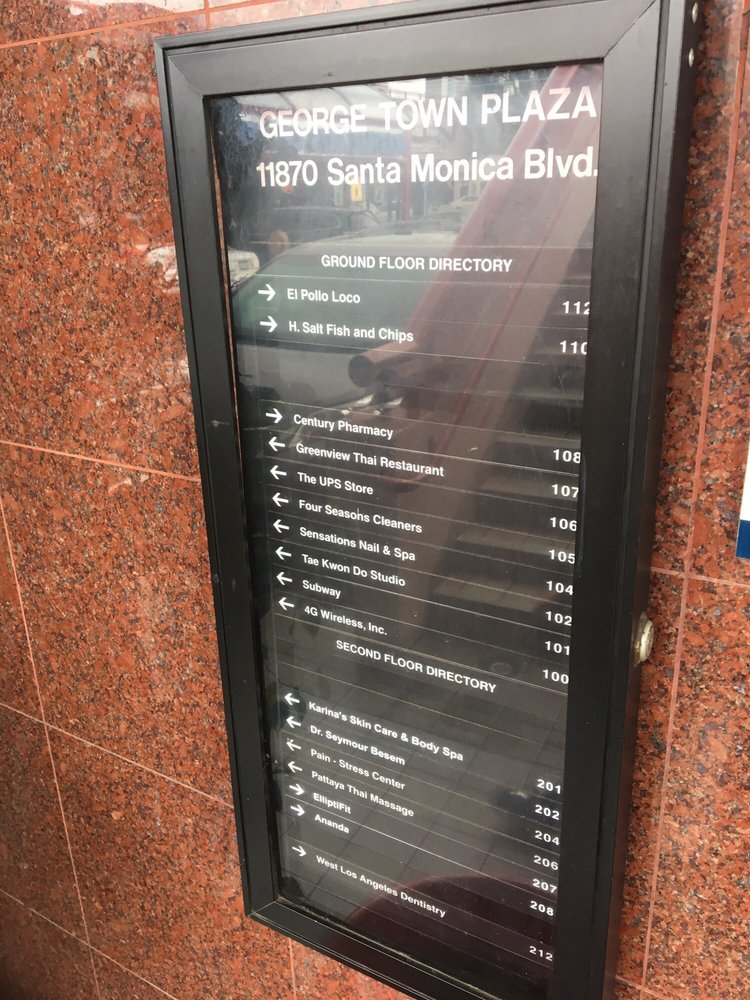 GEORGE TOWN PLAZA
11870 Santa Monica Blvd.
GROUND FLOOR DIRECTORY
→ El Pollo Loco 112
→ H. Salt Fish and Chips 110
→ Century Pharmacy 108
← Greenview Thai Restaurant 107
← The UPS Store 106
← Four Seasons Cleaners 105
← Sensations Nail & Spa 104
← Tae Kwon Do Studio 102
← Subway 101
← 4G Wireless, Inc. 100
SECOND FLOOR DIRECTORY
← Karina's Skin Care & Body Spa 201
← Dr. Seymour Besem 202
← Pain - Stress Center 204
← Pattaya Thai Massage 206
→ ElliptiFit 207
→ Ananda 208
→ West Los Angeles Dentistry 212